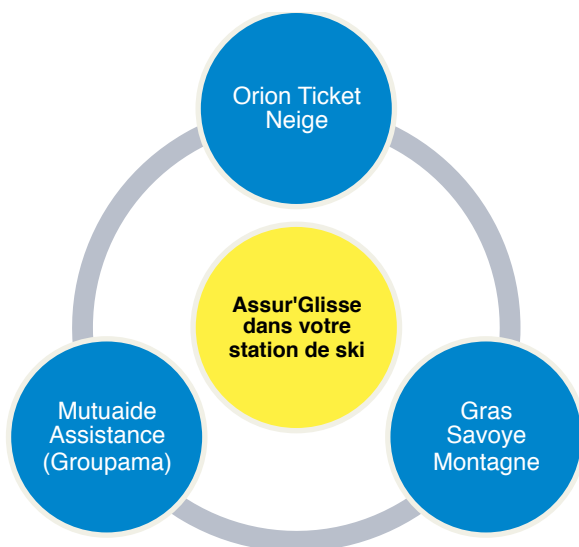 Orion Ticket
Neige
Assur'Glisse
dans votre
station de ski
Mutuaide
Assistance
(Groupama)
Gras
Savoye
Montagne